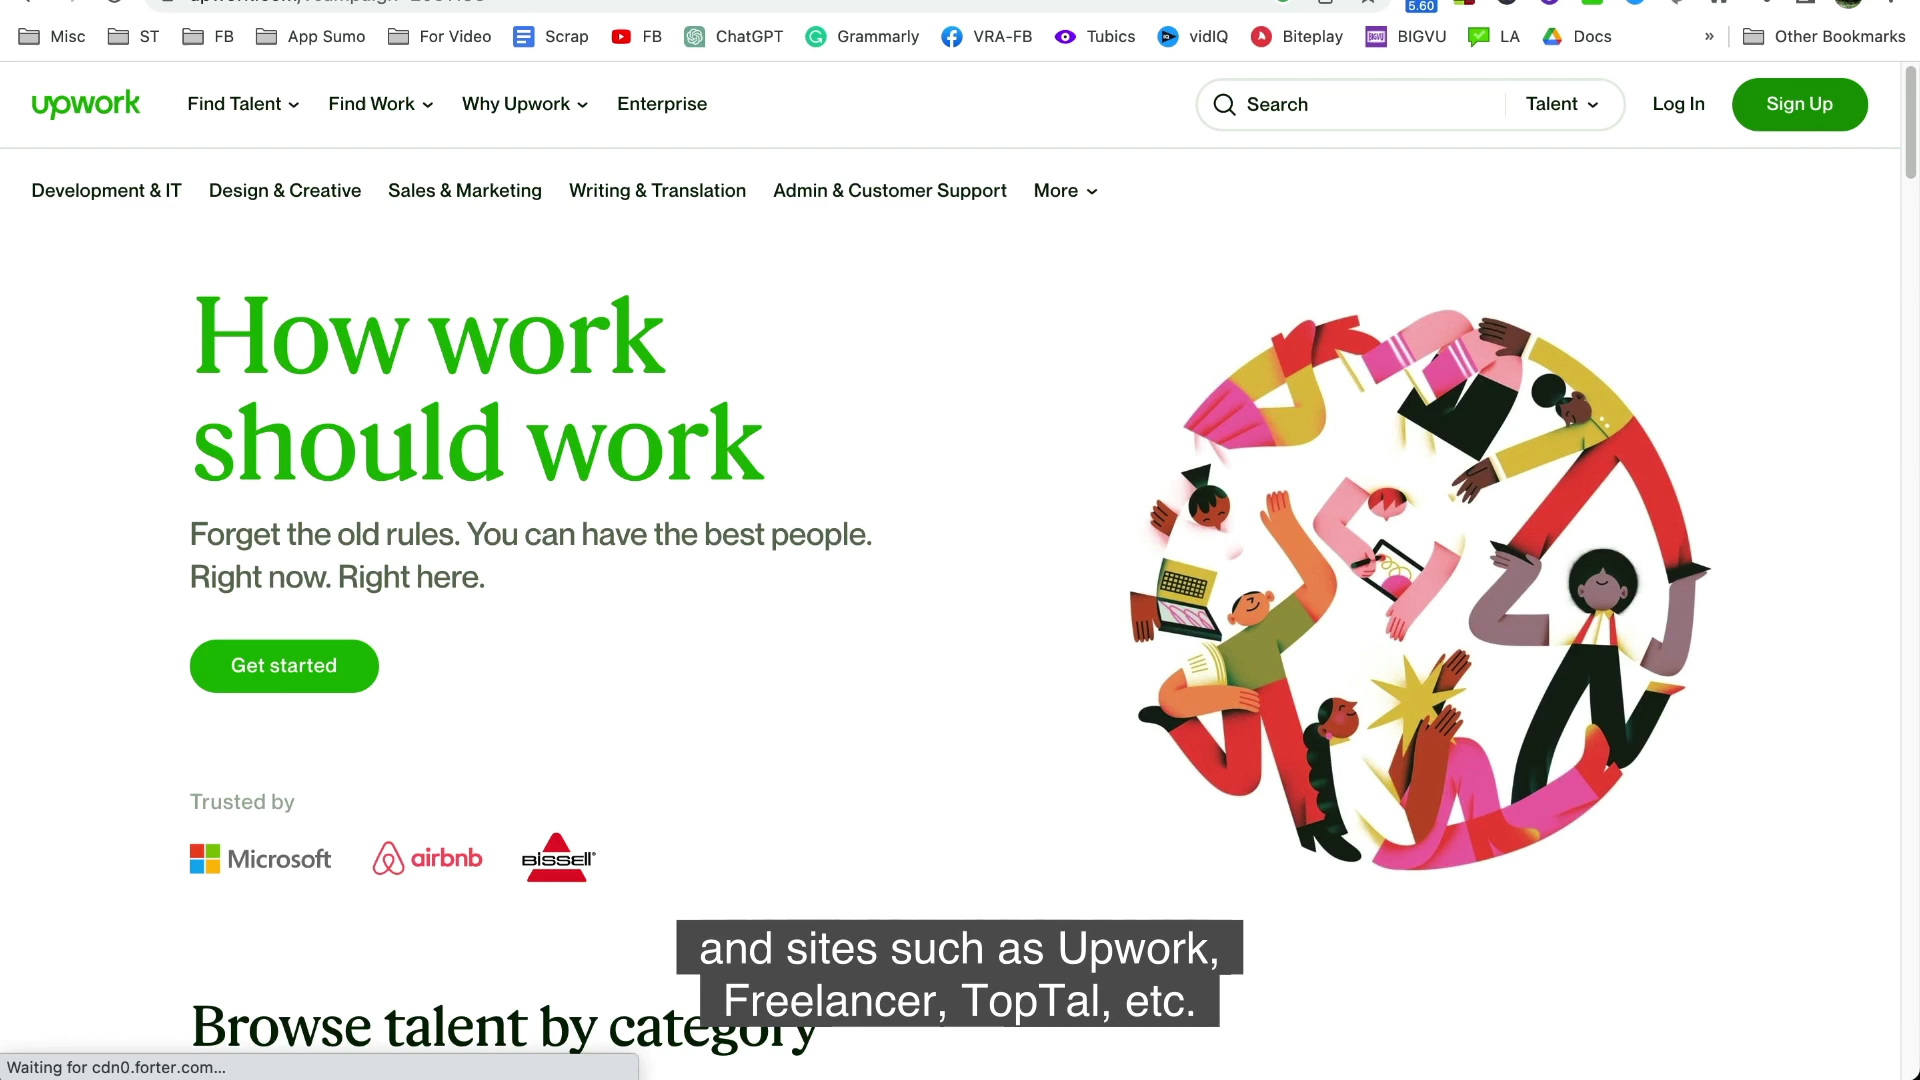 5.60
Misc ST FB App Sumo For Video Scrap FB ChatGPT Grammarly VRA-FB Tubics vidIQ Biteplay BIGVU LA Docs » Other Bookmarks
upwork Find Talent Find Work Why Upwork Enterprise Search Talent Log In Sign Up
Development & IT Design & Creative Sales & Marketing Writing & Translation Admin & Customer Support More
How work
should work
Forget the old rules. You can have the best people.
Right now. Right here.
Get started
Trusted by
Microsoft airbnb BISSELL
and sites such as Upwork,
Freelancer, TopTal, etc.
Browse talent by category
Waiting for cdn0.forter.com...